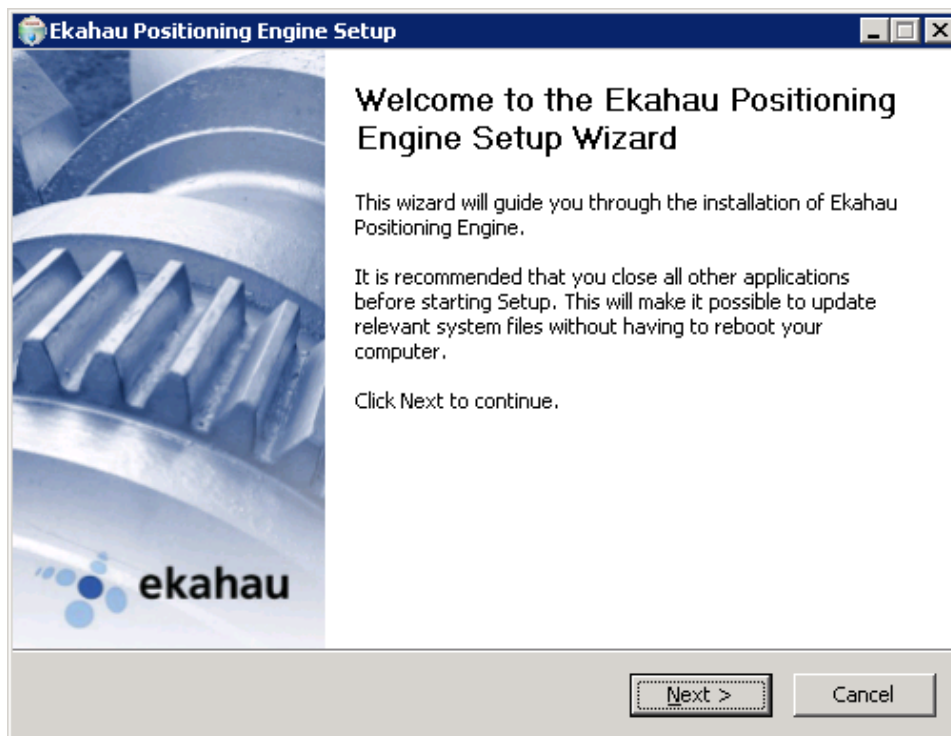 Ekahau Positioning Engine Setup
Welcome to the Ekahau Positioning
Engine Setup Wizard
This wizard will guide you through the installation of Ekahau
Positioning Engine.
It is recommended that you close all other applications
before starting Setup. This will make it possible to update
relevant system files without having to reboot your
computer.
Click Next to continue.
ekahau
Next >
Cancel